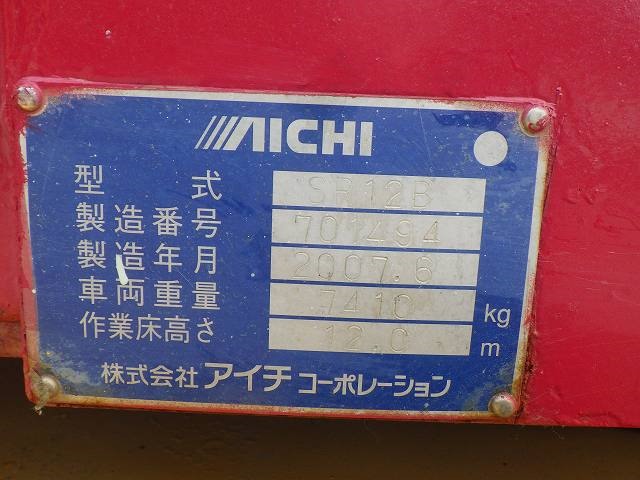 AICHI
型 式 SR12B
製造番号 701494
製造年月 2007.6
車両重量 7410 kg
作業床高さ 12.0 m
株式会社 アイチ コーポレーション